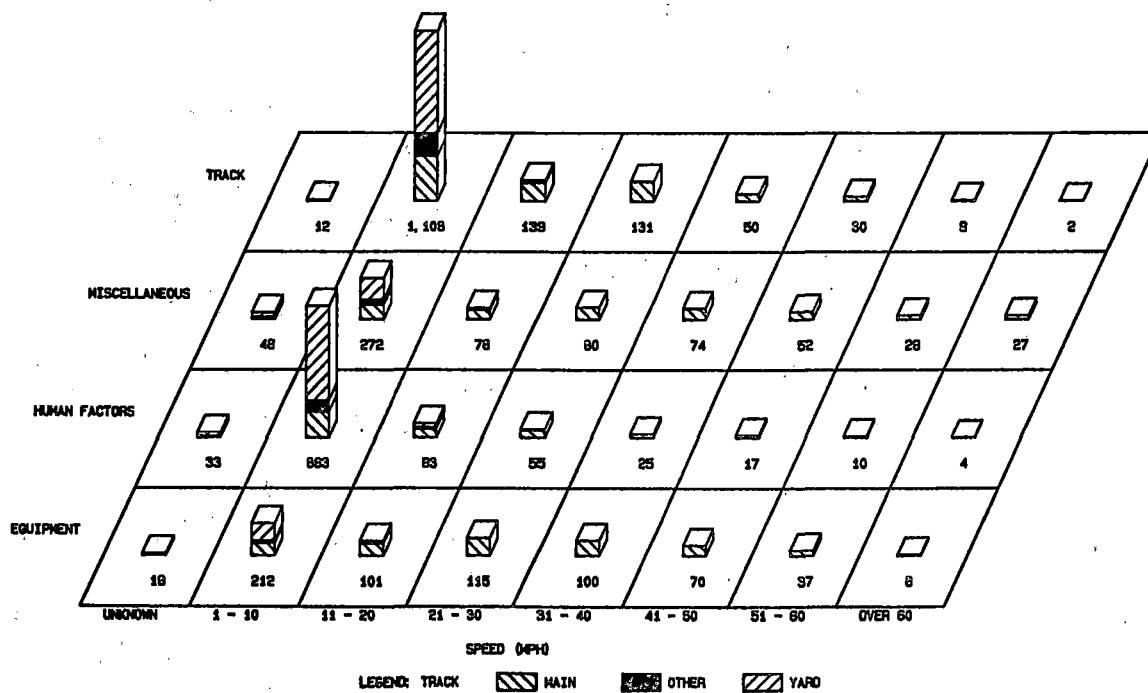 TRACK
12 1,108 139 131 50 30 8 2
MISCELLANEOUS
48 272 78 80 74 52 28 27
HUMAN FACTORS
33 863 83 55 25 17 10 4
EQUIPMENT
19 212 101 115 100 70 37 6
UNKNOWN 1 - 10 11 - 20 21 - 30 31 - 40 41 - 50 51 - 60 OVER 60
SPEED (MPH)
LEGEND: TRACK MAIN OTHER YARD